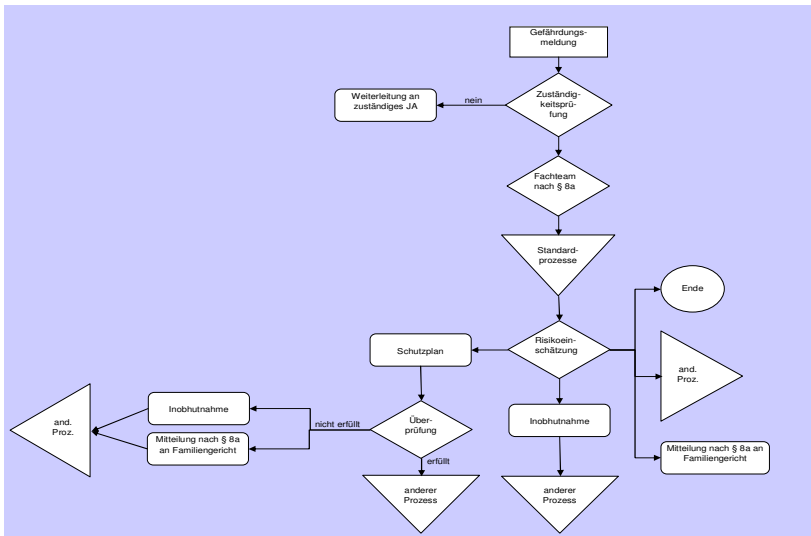 Gefährdungs-
meldung
Weiterleitung an
zuständiges JA
nein
Zuständig-
keitsprü-
fung
Fachteam
nach § 8a
Standard-
prozesse
Ende
Risikoein-
schätzung
Schutzplan
and.
Proz.
Inobhutnahme
Inobhutnahme
and.
Proz.
nicht erfüllt
Über-
prüfung
Mitteilung nach § 8a
an Familiengericht
Mitteilung nach § 8a an
Familiengericht
erfüllt
anderer
Prozess
anderer
Prozess